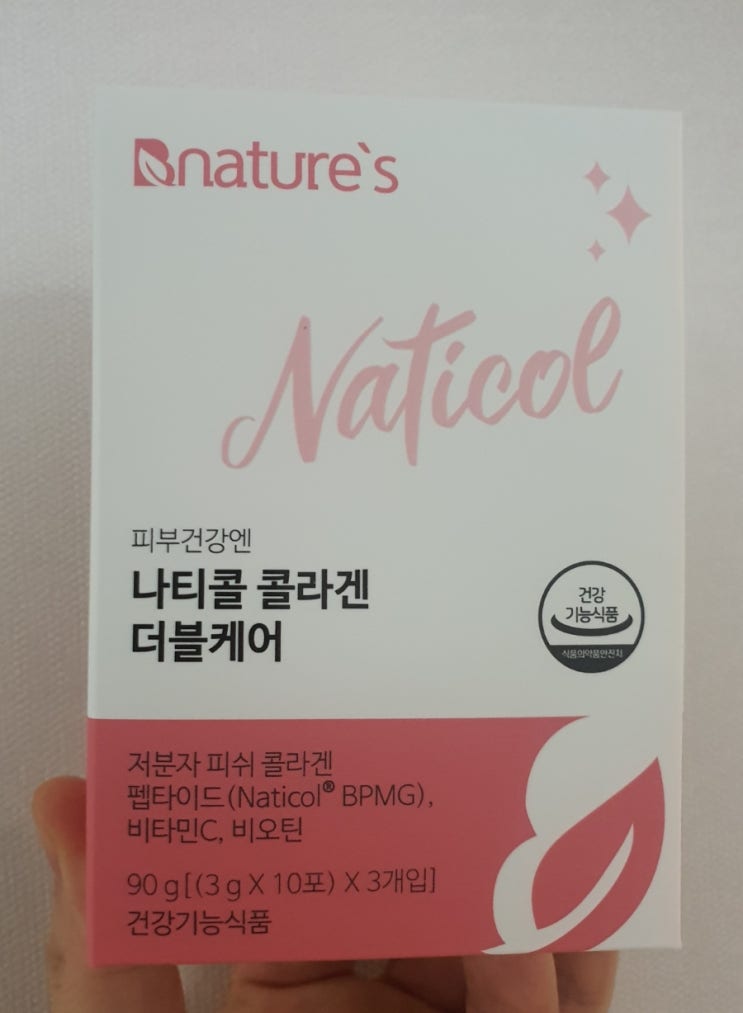 Bnature`s
Naticol
피부건강엔
나티콜 콜라겐
더블케어
건강
기능식품
식품의약품안전처
저분자 피쉬 콜라겐
펩타이드(Naticol® BPMG),
비타민C, 비오틴
90 g[(3 g X 10포) X 3개입]
건강기능식품